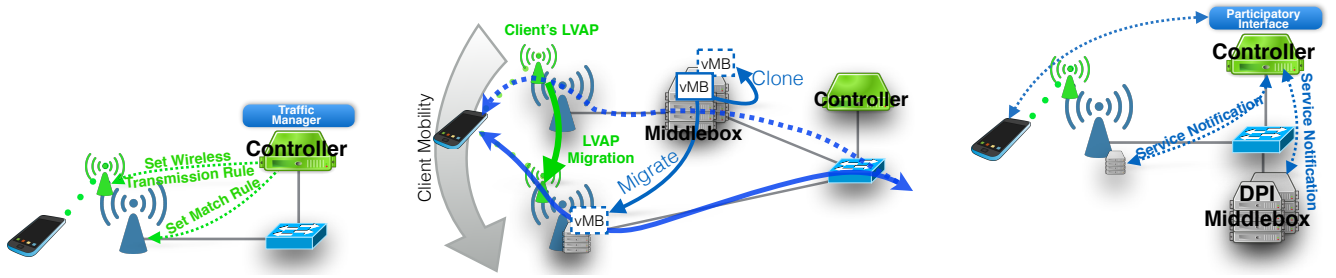 Traffic
Manager
Controller
Set Wireless
Transmission Rule
Set Match Rule
Client Mobility
Client's LVAP
vMB
Clone
vMB
Middlebox
Controller
LVAP
Migration
Migrate
vMB
Participatory
Interface
Controller
Service Notification
Service Notification
DPI
Middlebox